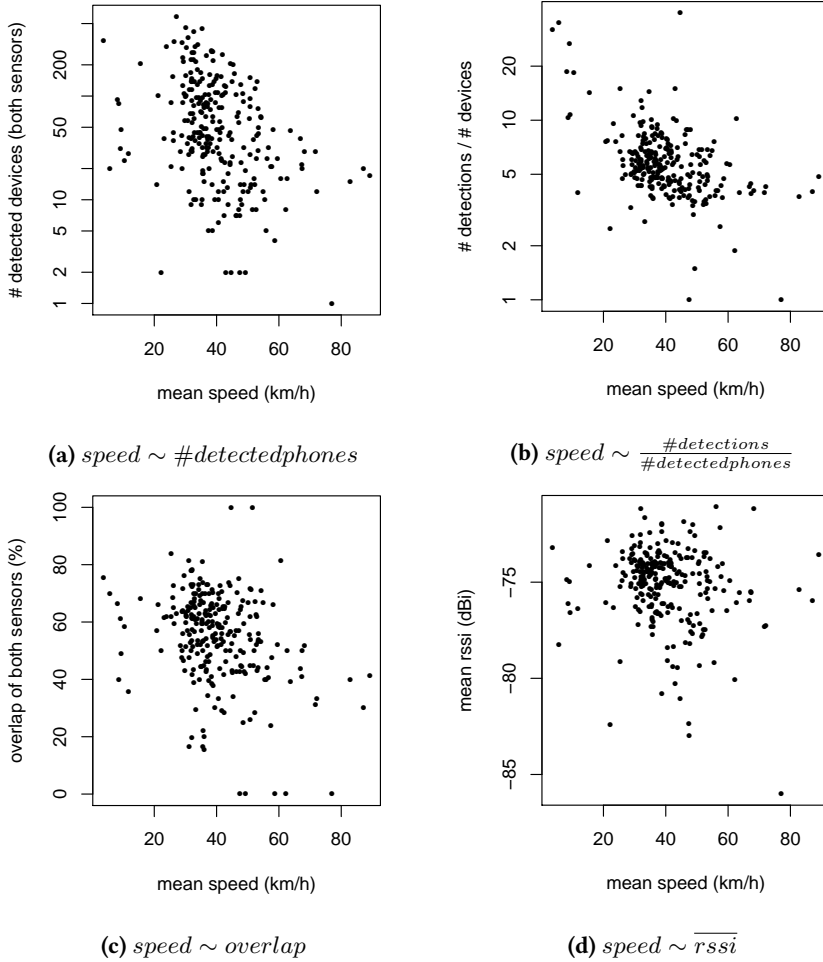 # detected devices (both sensors)
200
50
20
10
5
2
1
20 40 60 80
mean speed (km/h)
(a) speed ∼ #detectedphones
# detections / # devices
20
10
5
2
1
20 40 60 80
mean speed (km/h)
(b) speed ∼ #detections
#detectedphones
overlap of both sensors (%)
100
80
60
40
20
0
20 40 60 80
mean speed (km/h)
(c) speed ∼ overlap
mean rssi (dBi)
−75
−80
−85
20 40 60 80
mean speed (km/h)
(d) speed ∼ rssi